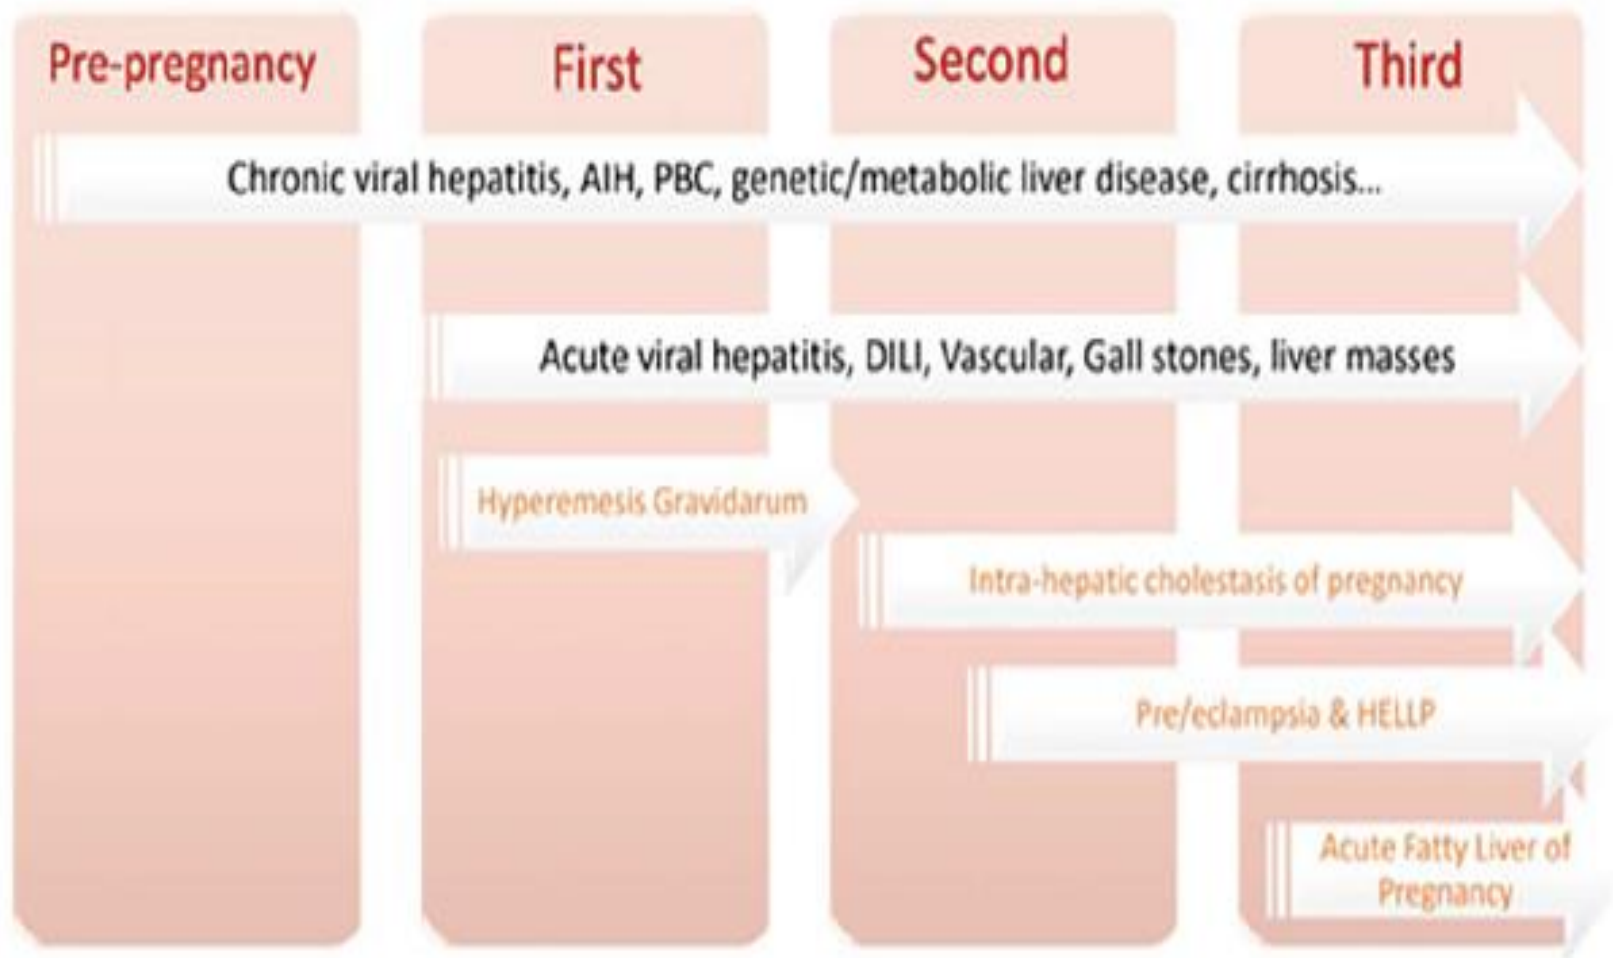 Pre-pregnancy
First
Second
Third
Chronic viral hepatitis, AIH, PBC, genetic/metabolic liver disease, cirrhosis...
Acute viral hepatitis, DILI, Vascular, Gall stones, liver masses
Hyperemesis Gravidarum
Intra-hepatic cholestasis of pregnancy
Pre/eclampsia & HELLP
Acute Fatty Liver of
Pregnancy